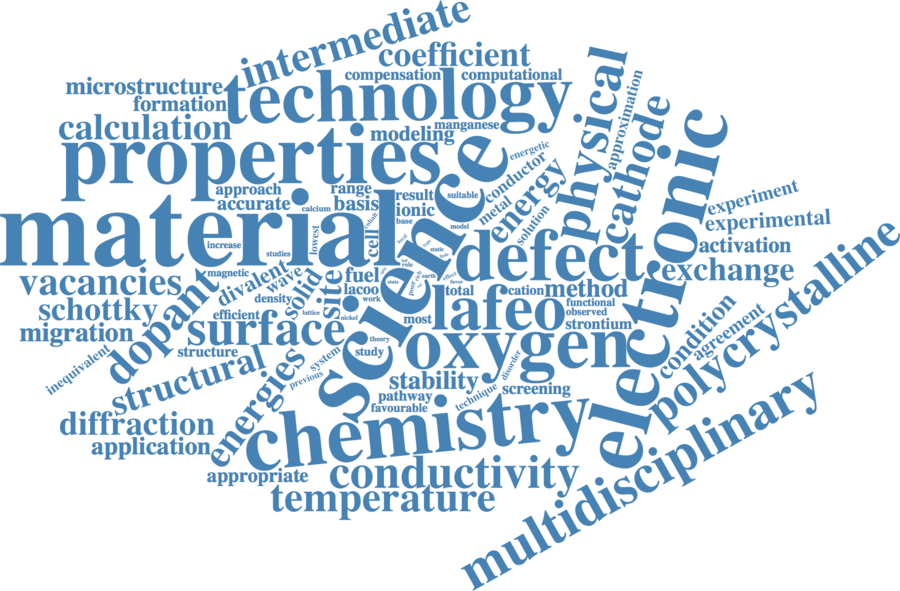 intermediate
coefficient
microstructure
compensation
computational
formation
technology
physical
approximation
calculation
modeling
manganese
cathode
properties
science
energetic
electronic
approach
range
result
suitable
conductor
energy
accurate
calcium
basis
ionic
metal
experiment
material
cobalt
base
model
solution
experimental
increase
studies
lowest
cell
static
defect
activation
vacancies
magnetic
divalent
wave
solid
site
fuel
role
earth
effect
exchange
polycrystalline
schottky
dopant
density
lacoo
state
favor
total
cation
method
migration
efficient
lattice
work
nickel
most
lafeo
functional
observed
strontium
condition
surface
theory
oxygen
agreement
inequivalent
structure
system
study
disorder
structural
energies
previous
stability
technique
screening
pathway
favourable
multidisciplinary
diffraction
chemistry
application
appropriate
conductivity
temperature